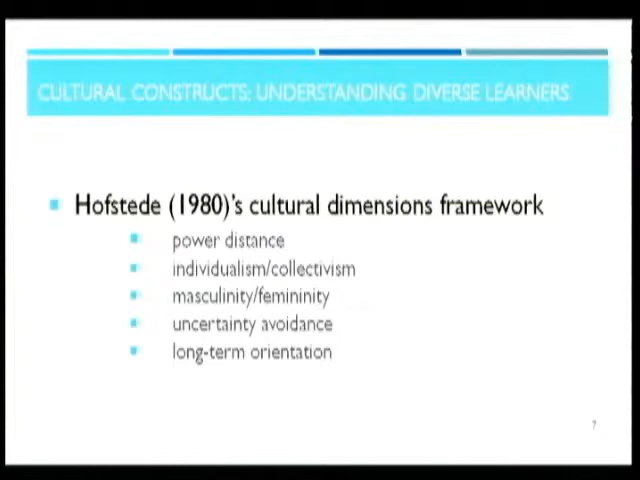 CULTURAL CONSTRUCTS: UNDERSTANDING DIVERSE LEARNERS
Hofstede (1980)'s cultural dimensions framework
power distance
individualism/collectivism
masculinity/femininity
uncertainty avoidance
long-term orientation
7